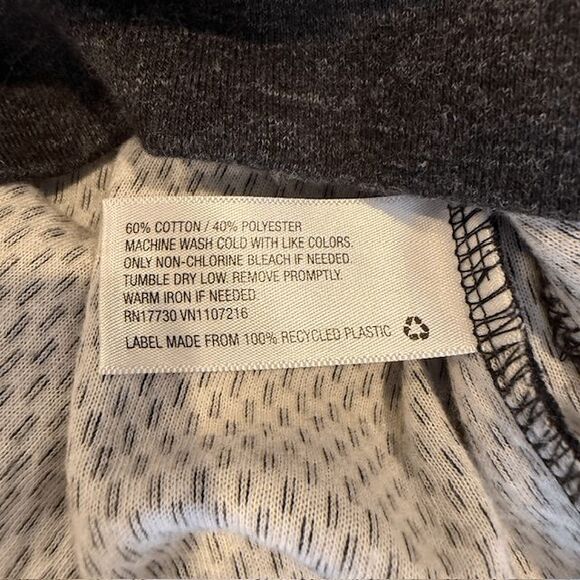 60% COTTON / 40% POLYESTER
MACHINE WASH COLD WITH LIKE COLORS.
ONLY NON-CHLORINE BLEACH IF NEEDED.
TUMBLE DRY LOW. REMOVE PROMPTLY.
WARM IRON IF NEEDED.
RN17730 VN1107216
LABEL MADE FROM 100% RECYCLED PLASTIC